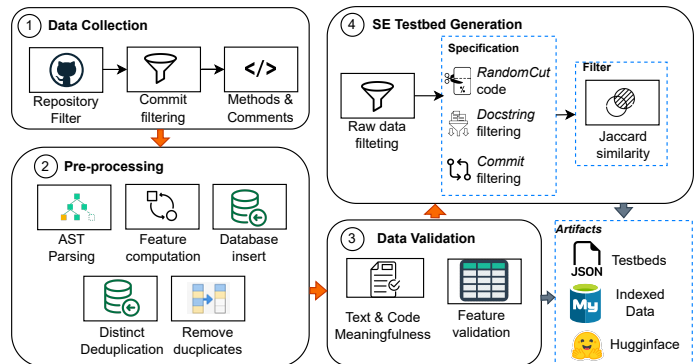 1 Data Collection
Repository
Filter
Commit
filtering
</>
Methods &
Comments
2 Pre-processing
AST
Parsing
Feature
computation
Database
insert
Distinct
Deduplication
Remove
ducplicates
3 Data Validation
Text & Code
Meaningfulness
Feature
validation
4 SE Testbed Generation
Raw data
filteting
Specification
%
RandomCut
code
Docstring
filtering
Commit
filtering
Filter
Jaccard
similarity
Artifacts
JSON
Testbeds
My
Indexed
Data
Hugginface